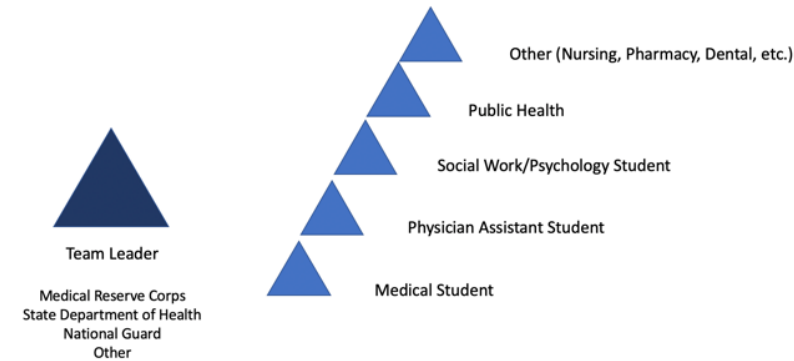 Other (Nursing, Pharmacy, Dental, etc.)
Public Health
Social Work/Psychology Student
Physician Assistant Student
Medical Student
Team Leader
Medical Reserve Corps
State Department of Health
National Guard
Other